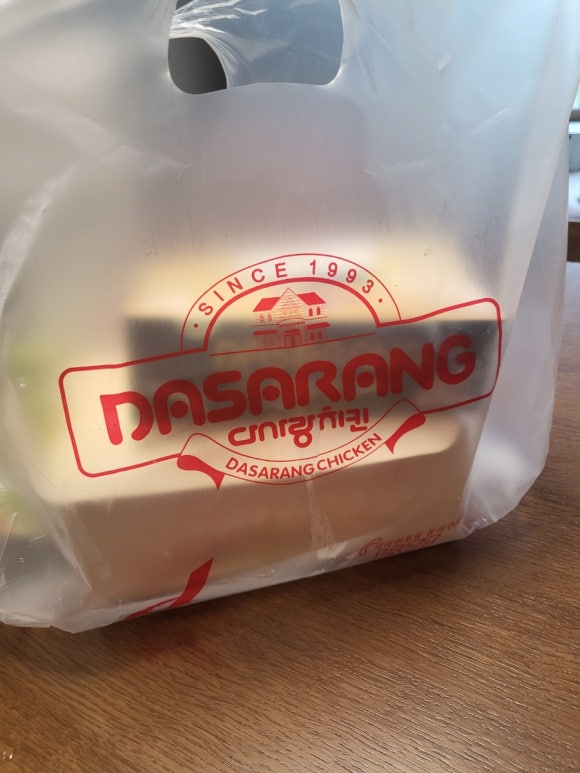 · SINCE 1993 ·
DASARANG
다사랑치킨
DASARANG CHICKEN